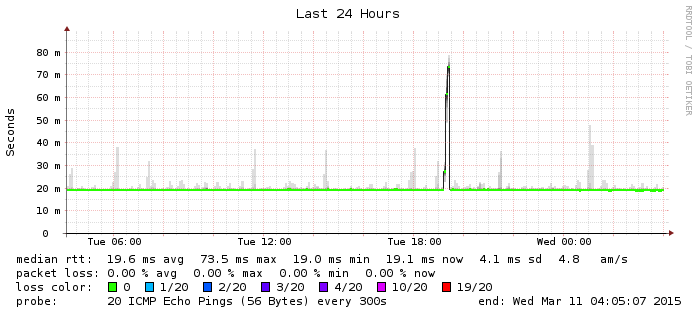 Last 24 Hours
RRDTOOL / TOBI OETIKER
Seconds
80 m
70 m
60 m
50 m
40 m
30 m
20 m
10 m
0
Tue 06:00 Tue 12:00 Tue 18:00 Wed 00:00
median rtt: 19.6 ms avg 73.5 ms max 19.0 ms min 19.1 ms now 4.1 ms sd 4.8 am/s
packet loss: 0.00 % avg 0.00 % max 0.00 % min 0.00 % now
loss color: 0 1/20 2/20 3/20 4/20 10/20 19/20
probe: 20 ICMP Echo Pings (56 Bytes) every 300s end: Wed Mar 11 04:05:07 2015